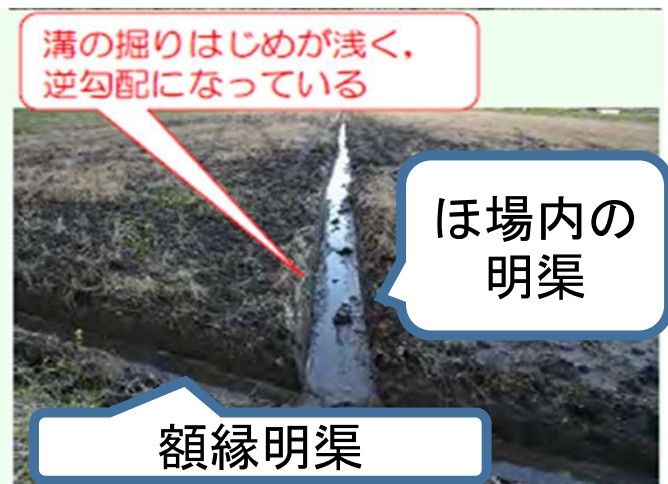 溝の掘りはじめが浅く,
逆勾配になっている
ほ場内の
明渠
額縁明渠